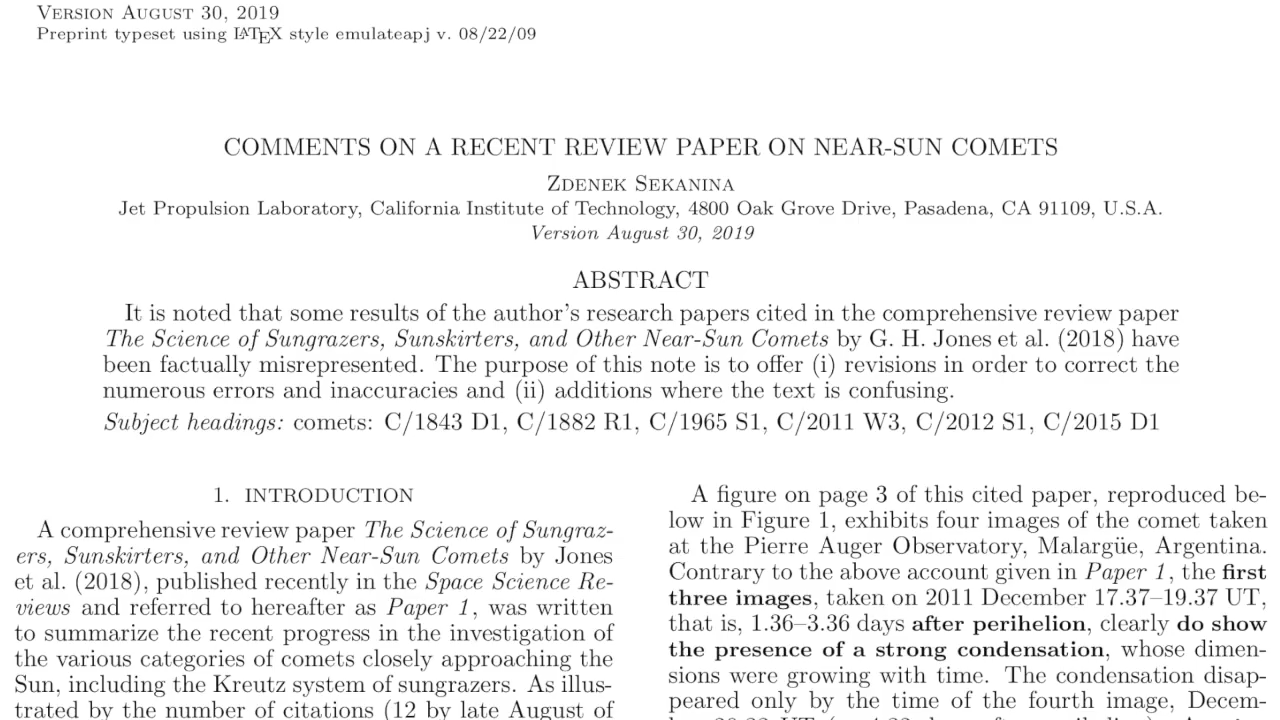 VERSION AUGUST 30, 2019
Preprint typeset using LATEX style emulateapj v. 08/22/09
COMMENTS ON A RECENT REVIEW PAPER ON NEAR-SUN COMETS
ZDENEK SEKANINA
Jet Propulsion Laboratory, California Institute of Technology, 4800 Oak Grove Drive, Pasadena, CA 91109, U.S.A.
Version August 30, 2019
ABSTRACT
It is noted that some results of the author's research papers cited in the comprehensive review paper
The Science of Sungrazers, Sunskirters, and Other Near-Sun Comets by G. H. Jones et al. (2018) have
been factually misrepresented. The purpose of this note is to offer (i) revisions in order to correct the
numerous errors and inaccuracies and (ii) additions where the text is confusing.
Subject headings: comets: C/1843 D1, C/1882 R1, C/1965 S1, C/2011 W3, C/2012 S1, C/2015 D1
1. INTRODUCTION
A comprehensive review paper The Science of Sungraz-
ers, Sunskirters, and Other Near-Sun Comets by Jones
et al. (2018), published recently in the Space Science Re-
views and referred to hereafter as Paper 1, was written
to summarize the recent progress in the investigation of
the various categories of comets closely approaching the
Sun, including the Kreutz system of sungrazers. As illus-
trated by the number of citations (12 by late August of
A figure on page 3 of this cited paper, reproduced be-
low in Figure 1, exhibits four images of the comet taken
at the Pierre Auger Observatory, Malargüe, Argentina.
Contrary to the above account given in Paper 1, the first
three images, taken on 2011 December 17.37–19.37 UT,
that is, 1.36–3.36 days after perihelion, clearly do show
the presence of a strong condensation, whose dimen-
sions were growing with time. The condensation disap-
peared only by the time of the fourth image, Decem-